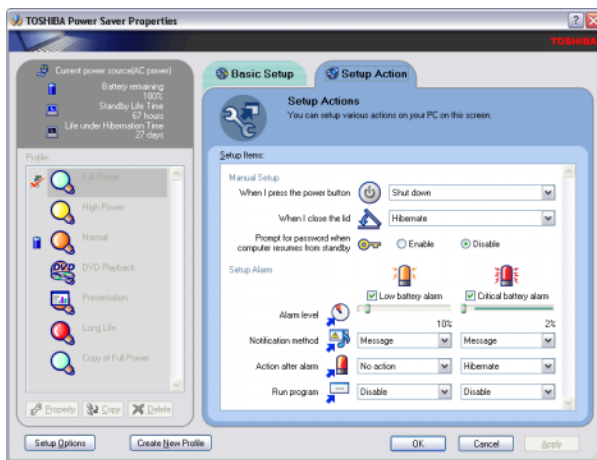 TOSHIBA Power Saver Properties
TOSHIBA
Current power source(AC power)
Battery remaining
100%
Standby Life Time
67 hours
Life under Hibernation Time
27 days
Profile:
Full Power
High Power
Normal
DVD Playback
Presentation
Long Life
Copy of Full Power
Property
Copy
Delete
Setup Options
Create New Profile
Basic Setup
Setup Action
Setup Actions
You can setup various actions on your PC on this screen.
Setup Items:
Manual Setup
When I press the power button
Shut down
When I close the lid
Hibernate
Prompt for password when
computer resumes from standby
Enable
Disable
Setup Alarm
Low battery alarm
Critical battery alarm
Alarm level
10%
2%
Notification method
Message
Message
Action after alarm
No action
Hibernate
Run program
Disable
Disable
OK
Cancel
Apply